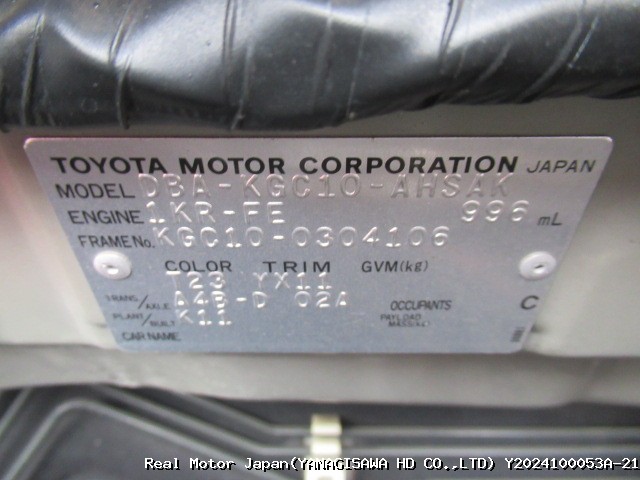 TOYOTA MOTOR CORPORATION JAPAN
MODEL DBA-KGC10-AHSAK
ENGINE 1KR-FE 996 mL
FRAME No. KGC10-0304106
COLOR TRIM GVM(kg)
T23 YX11
TRANS./AXLE A4B-D 02A OCCUPANTS C
PLANT/BUILT K11 PAYLOAD MASS(kg)
CAR NAME
Real Motor Japan(YANAGISAWA HD CO.,LTD) Y2024100053A-21